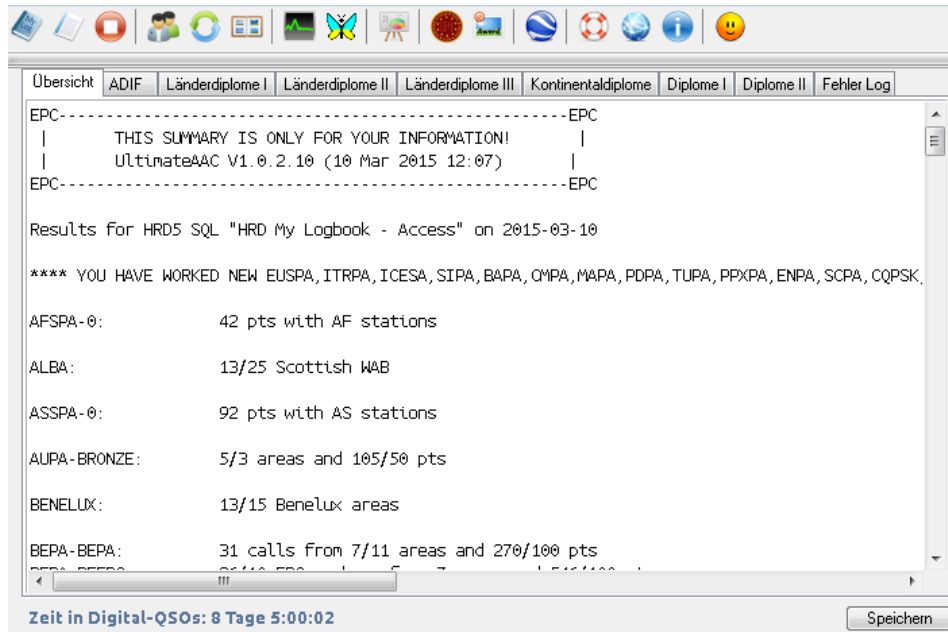 Award
Übersicht ADIF Länderdiplome I Länderdiplome II Länderdiplome III Kontinentaldiplome Diplome I Diplome II Fehler Log
EPC------------------------------------------------------EPC
| THIS SUMMARY IS ONLY FOR YOUR INFORMATION! |
| UltimateAAC V1.0.2.10 (10 Mar 2015 12:07) |
EPC------------------------------------------------------EPC
Results for HRD5 SQL "HRD My Logbook - Access" on 2015-03-10
**** YOU HAVE WORKED NEW EUSPA,ITRPA,ICESA,SIPA,BAPA,CMPA,MAPA,PDPA,TUPA,PPXPA,ENPA,SCPA,CQPSK,
AFSPA-0: 42 pts with AF stations
ALBA: 13/25 Scottish WAB
ASSPA-0: 92 pts with AS stations
AUPA-BRONZE: 5/3 areas and 105/50 pts
BENELUX: 13/15 Benelux areas
BEPA-BEPA: 31 calls from 7/11 areas and 270/100 pts
Zeit in Digital-QSOs: 8 Tage 5:00:02
Speichern